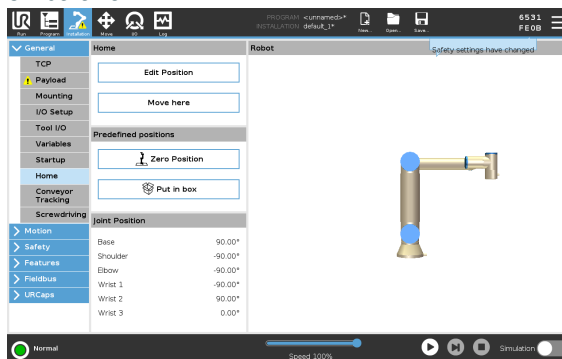 UR
PROGRAM <unnamed>*
INSTALLATION default_1*
Run Program Installation Move I/O Log
New... Open... Save...
6531
FE0B
General
TCP
Payload
Mounting
I/O Setup
Tool I/O
Variables
Startup
Home
Conveyor
Tracking
Screwdriving
Motion
Safety
Features
Fieldbus
URCaps
Home
Edit Position
Move here
Predefined positions
Zero Position
Put in box
Joint Position
Base 90.00°
Shoulder -90.00°
Elbow -90.00°
Wrist 1 -90.00°
Wrist 2 90.00°
Wrist 3 0.00°
Robot
Safety settings have changed
Normal
Speed 100%
Simulation